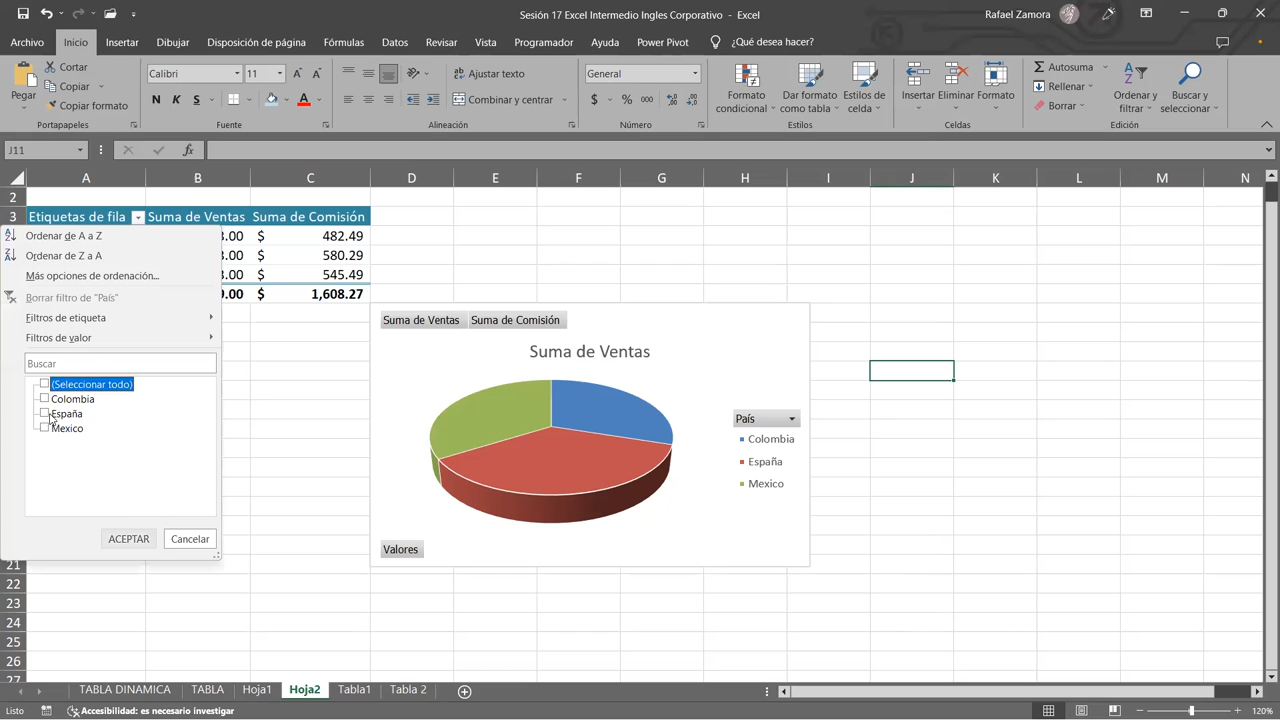 Sesión 17 Excel Intermedio Ingles Corporativo - Excel
Rafael Zamora
Archivo Inicio Insertar Dibujar Disposición de página Fórmulas Datos Revisar Vista Programador Ayuda Power Pivot ¿Qué desea hacer?
Pegar
Cortar
Copiar
Copiar formato
Portapapeles
Calibri 11
N K S
Fuente
Ajustar texto
Combinar y centrar
Alineación
General
$ % 000
Número
Formato condicional
Dar formato como tabla
Estilos de celda
Estilos
Insertar Eliminar Formato
Celdas
Autosuma
Rellenar
Borrar
Ordenar y filtrar
Buscar y seleccionar
Edición
J11
fx
A B C D E F G H I J K L M N
2
3 Etiquetas de fila Suma de Ventas Suma de Comisión
Ordenar de A a Z
3.00 $ 482.49
Ordenar de Z a A
3.00 $ 580.29
Más opciones de ordenación...
3.00 $ 545.49
Borrar filtro de "País"
9.00 $ 1,608.27
Filtros de etiqueta
Filtros de valor
Buscar
(Seleccionar todo)
Colombia
España
Mexico
ACEPTAR Cancelar
Suma de Ventas Suma de Comisión
Suma de Ventas
País
Colombia
España
Mexico
Valores
21
22
23
24
25
26
27
TABLA DINAMICA TABLA Hoja1 Hoja2 Tabla1 Tabla 2
Listo Accesibilidad: es necesario investigar 120%